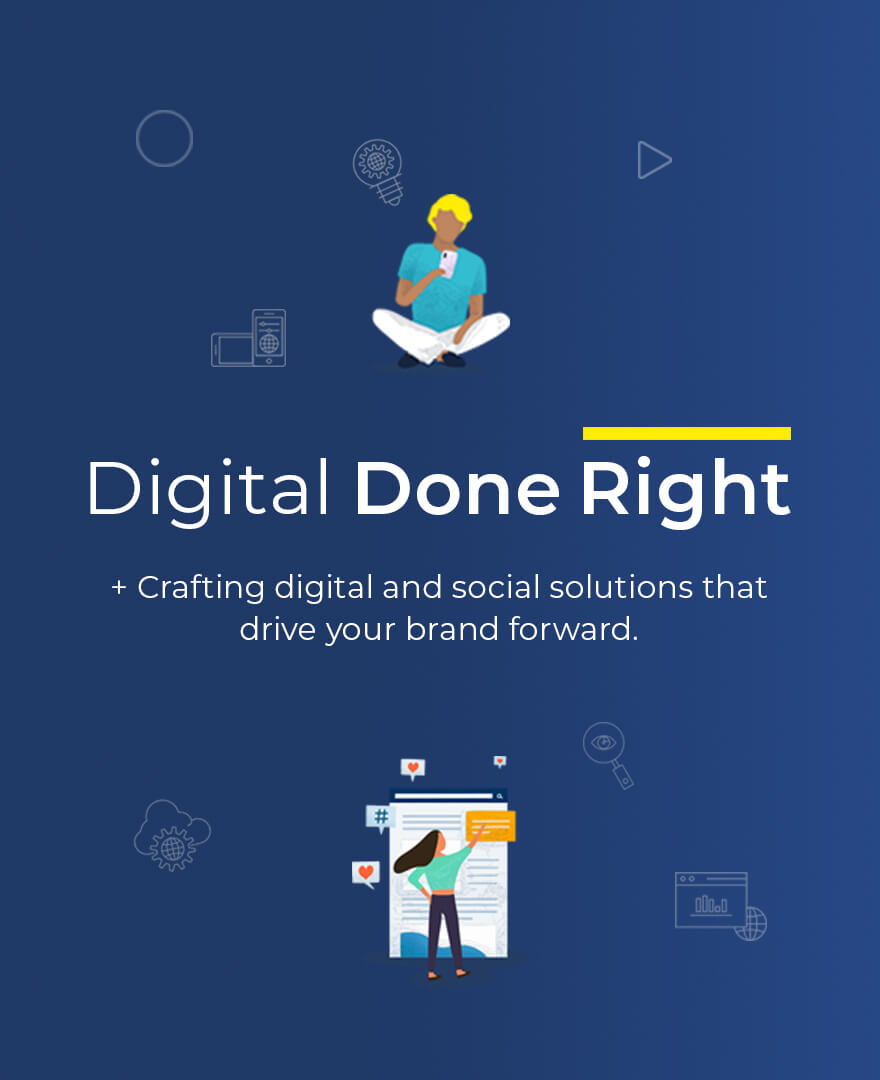 Digital Done Right
+ Crafting digital and social solutions that
drive your brand forward.
#